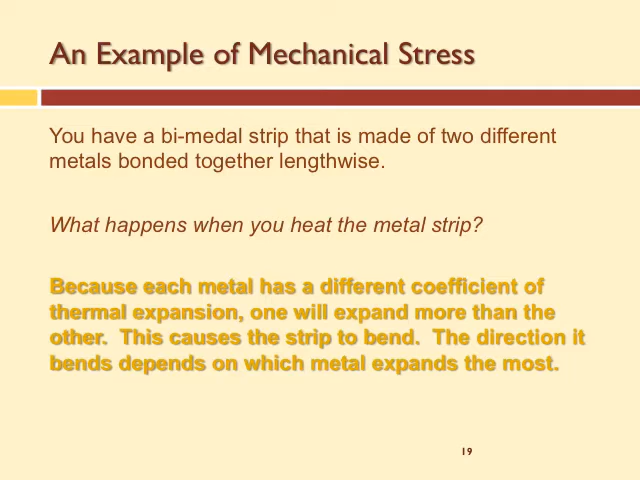 An Example of Mechanical Stress
You have a bi-medal strip that is made of two different
metals bonded together lengthwise.
What happens when you heat the metal strip?
Because each metal has a different coefficient of
thermal expansion, one will expand more than the
other.  This causes the strip to bend.  The direction it
bends depends on which metal expands the most.
19